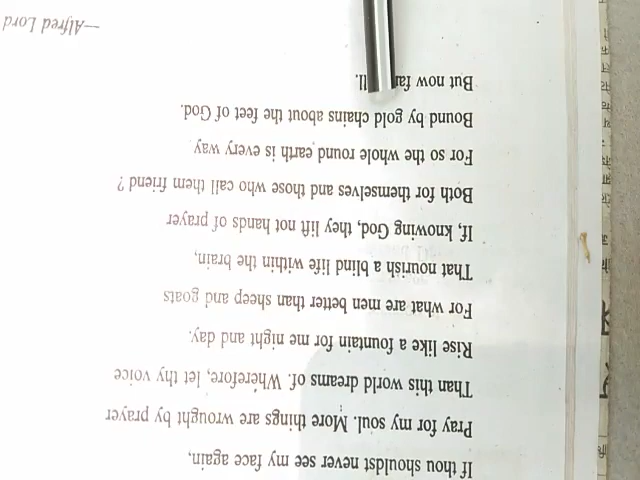 If thou shouldst never see my face again,
Pray for my soul. More things are wrought by prayer
Than this world dreams of. Wherefore, let thy voice
Rise like a fountain for me night and day.
For what are men better than sheep and goats
That nourish a blind life within the brain,
If, knowing God, they lift not hands of prayer
Both for themselves and those who call them friend ?
For so the whole round earth is every way
Bound by gold chains about the feet of God.
But now
—Alfred Lord